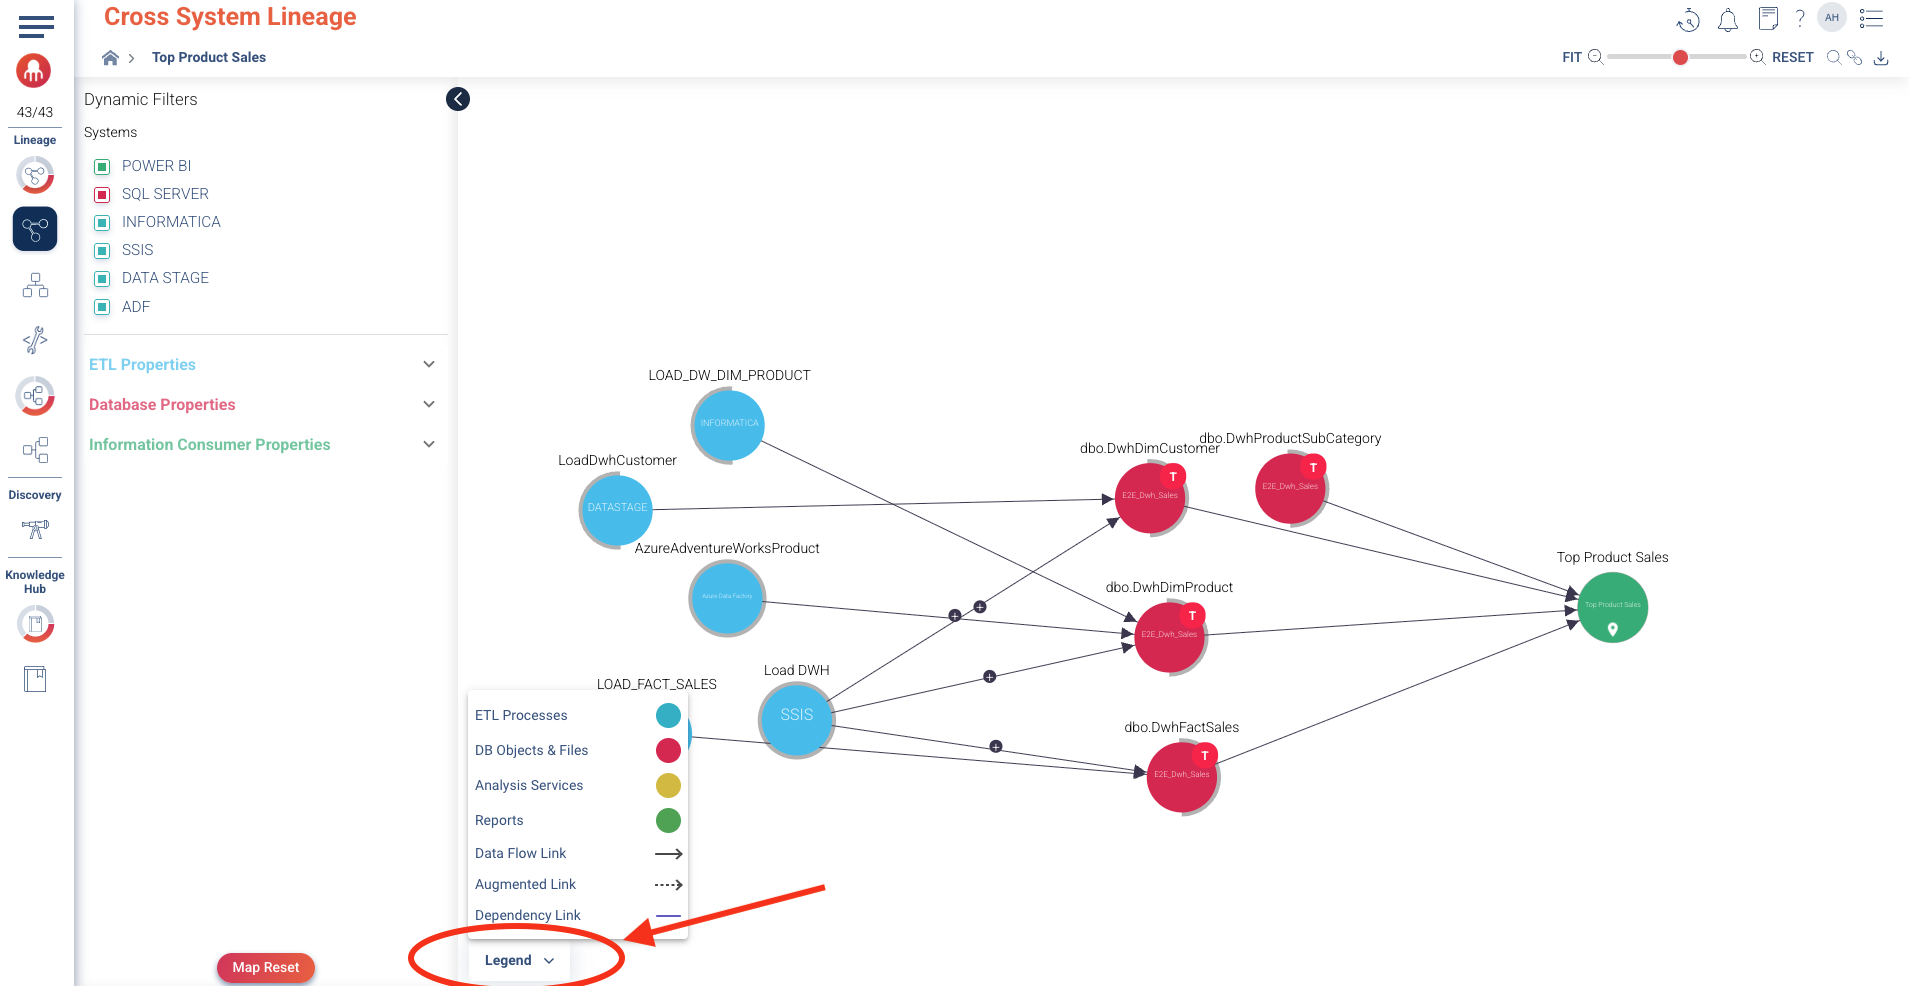 Cross System Lineage
AH
Top Product Sales
FIT
RESET
43/43
Lineage
Discovery
Knowledge
Hub
Dynamic Filters
Systems
POWER BI
SQL SERVER
INFORMATICA
SSIS
DATA STAGE
ADF
ETL Properties
Database Properties
Information Consumer Properties
Map Reset
LOAD_DW_DIM_PRODUCT
INFORMATICA
LoadDwhCustomer
DATASTAGE
AzureAdventureWorksProduct
Azure Data Factory
Load DWH
SSIS
LOAD_FACT_SALES
dbo.DwhDimCustomer
T
E2E_Dwh_Sales
dbo.DwhProductSubCategory
T
E2E_Dwh_Sales
dbo.DwhDimProduct
T
E2E_Dwh_Sales
dbo.DwhFactSales
T
E2E_Dwh_Sales
Top Product Sales
Top Product Sales
ETL Processes
DB Objects & Files
Analysis Services
Reports
Data Flow Link
Augmented Link
Dependency Link
Legend